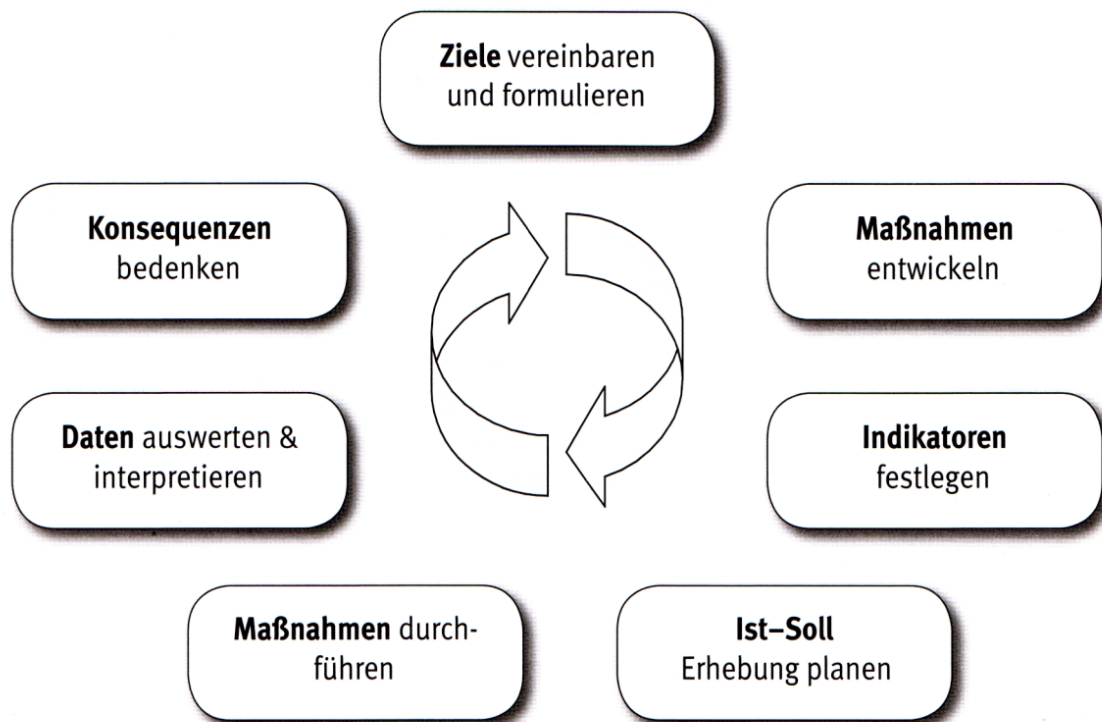 Ziele vereinbaren
und formulieren
Maßnahmen
entwickeln
Indikatoren
festlegen
Ist–Soll
Erhebung planen
Maßnahmen durch-
führen
Daten auswerten &
interpretieren
Konsequenzen
bedenken